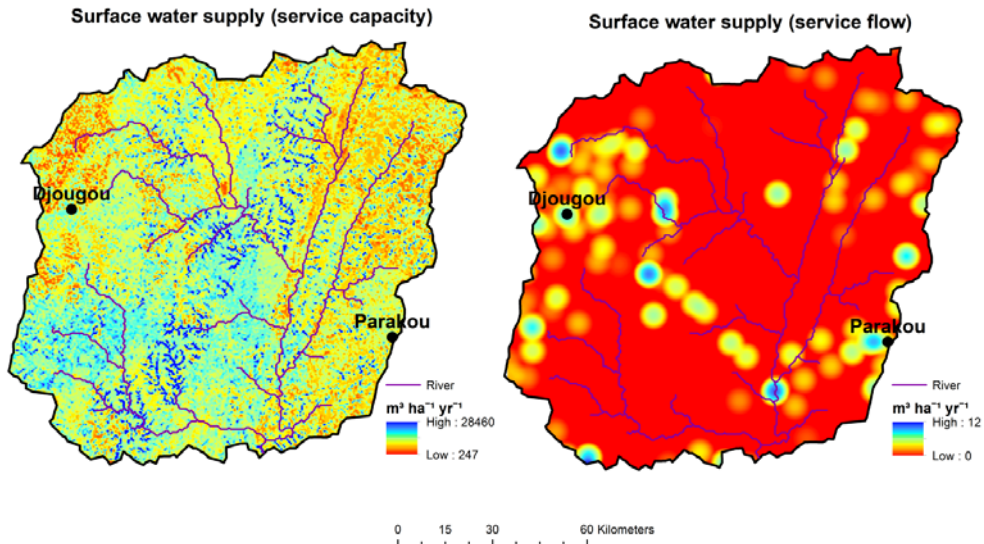 Surface water supply (service capacity)
Djougou
Parakou
River
m³ ha⁻¹ yr⁻¹
High : 28460
Low : 247
Surface water supply (service flow)
Djougou
Parakou
River
m³ ha⁻¹ yr⁻¹
High : 12
Low : 0
0 15 30 60 Kilometers